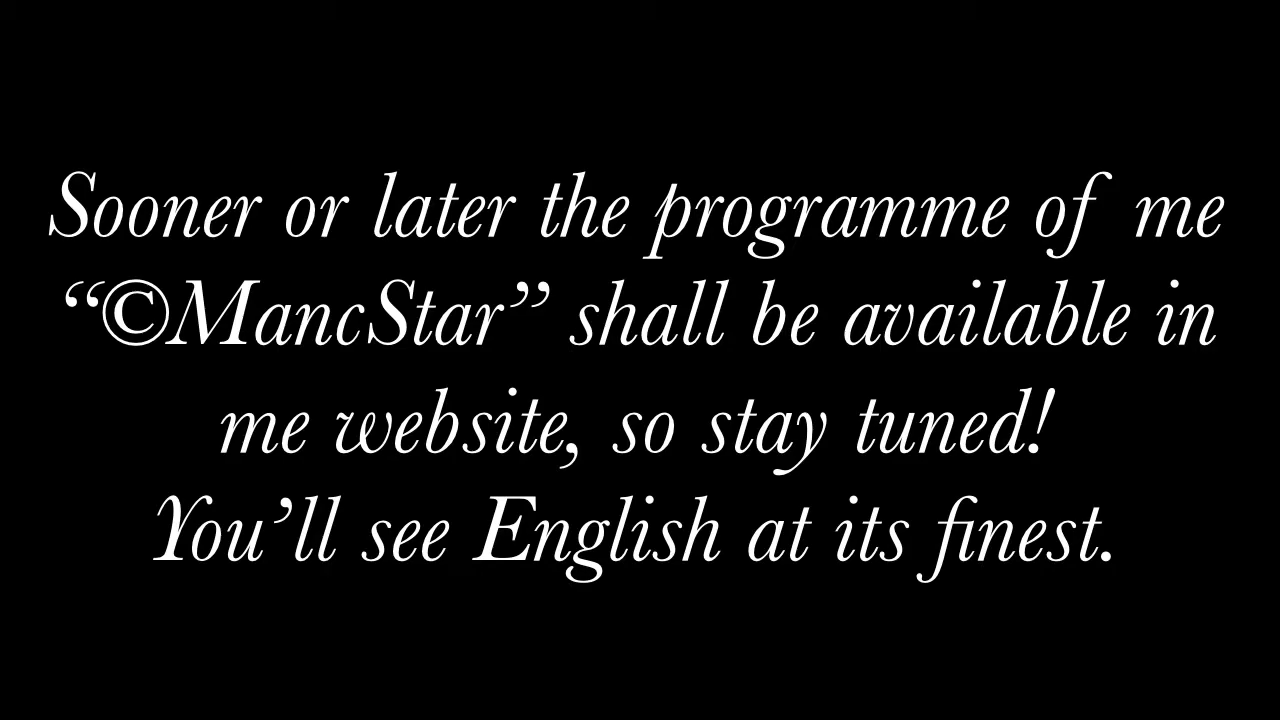 Sooner or later the programme of me
“©MancStar” shall be available in
me website, so stay tuned!
You’ll see English at its finest.